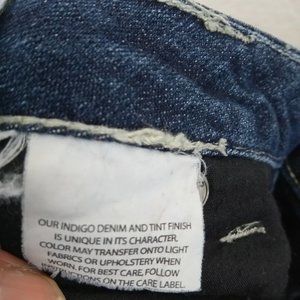 OUR INDIGO DENIM AND TINT FINISH
IS UNIQUE IN ITS CHARACTER.
COLOR MAY TRANSFER ONTO LIGHT
FABRICS OR UPHOLSTERY WHEN
WORN. FOR BEST CARE, FOLLOW
INSTRUCTIONS ON THE CARE LABEL.